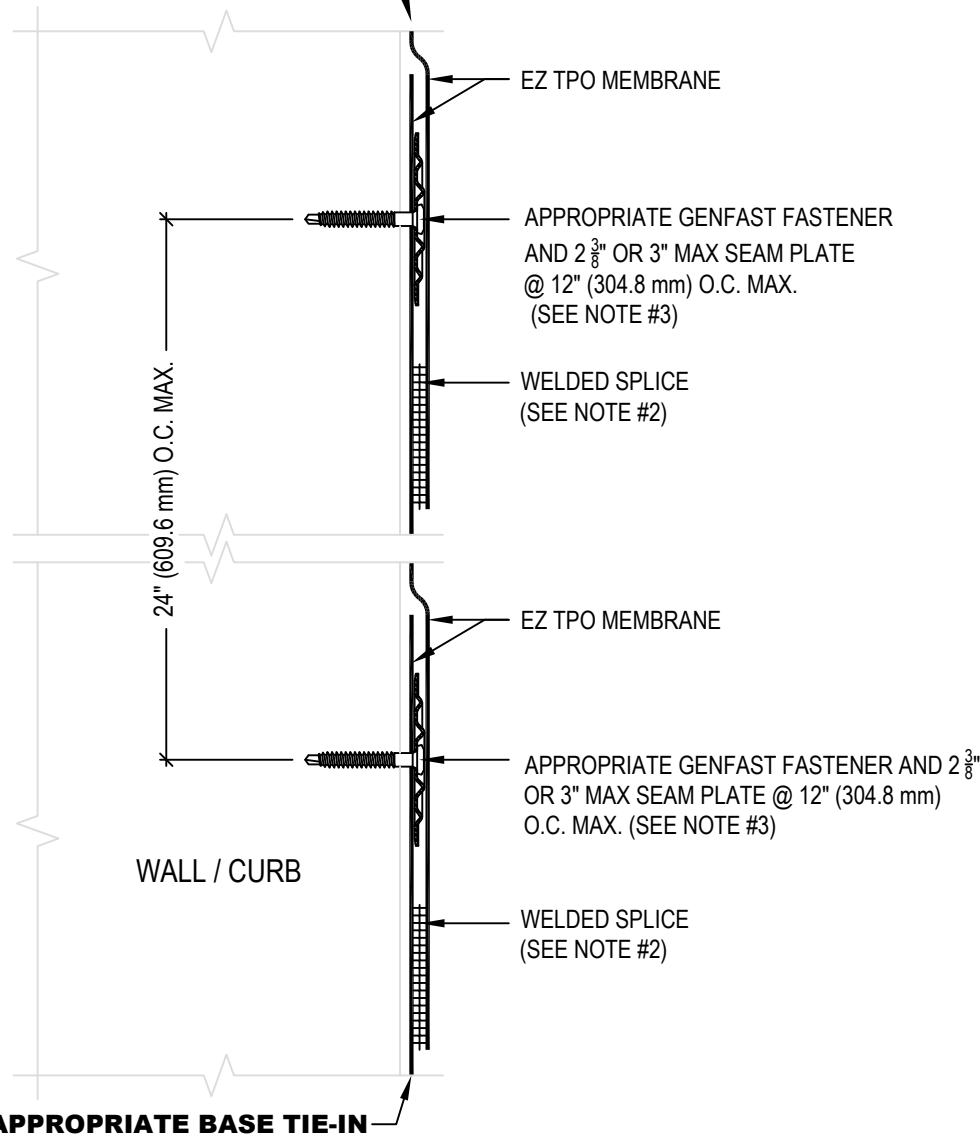 EZ TPO MEMBRANE
APPROPRIATE GENFAST FASTENER
AND 2 3/8" OR 3" MAX SEAM PLATE
@ 12" (304.8 mm) O.C. MAX.
(SEE NOTE #3)
WELDED SPLICE
(SEE NOTE #2)
24" (609.6 mm) O.C. MAX.
EZ TPO MEMBRANE
APPROPRIATE GENFAST FASTENER AND 2 3/8"
OR 3" MAX SEAM PLATE @ 12" (304.8 mm)
O.C. MAX. (SEE NOTE #3)
WALL / CURB
WELDED SPLICE
(SEE NOTE #2)
APPROPRIATE BASE TIE-IN